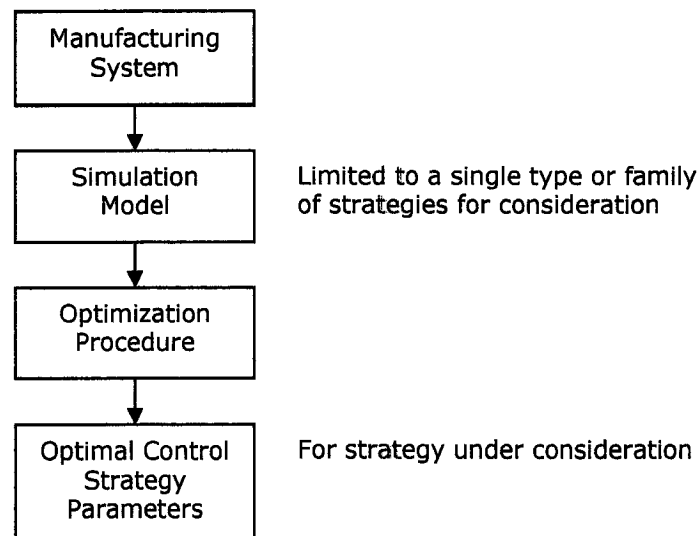 Manufacturing
System
Simulation
Model
Limited to a single type or family
of strategies for consideration
Optimization
Procedure
Optimal Control
Strategy
Parameters
For strategy under consideration